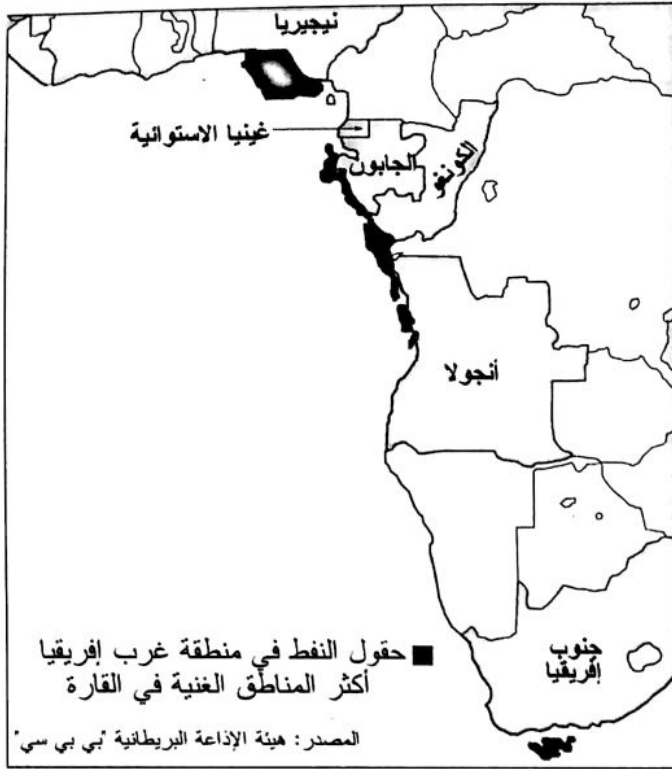 نيجيريا
غينيا الاستوائية
الجابون
الكونغو
أنجولا
جنوب
إفريقيا
حقول النفط في منطقة غرب إفريقيا
أكثر المناطق الغنية في القارة
المصدر: هيئة الإذاعة البريطانية "بي بي سي"